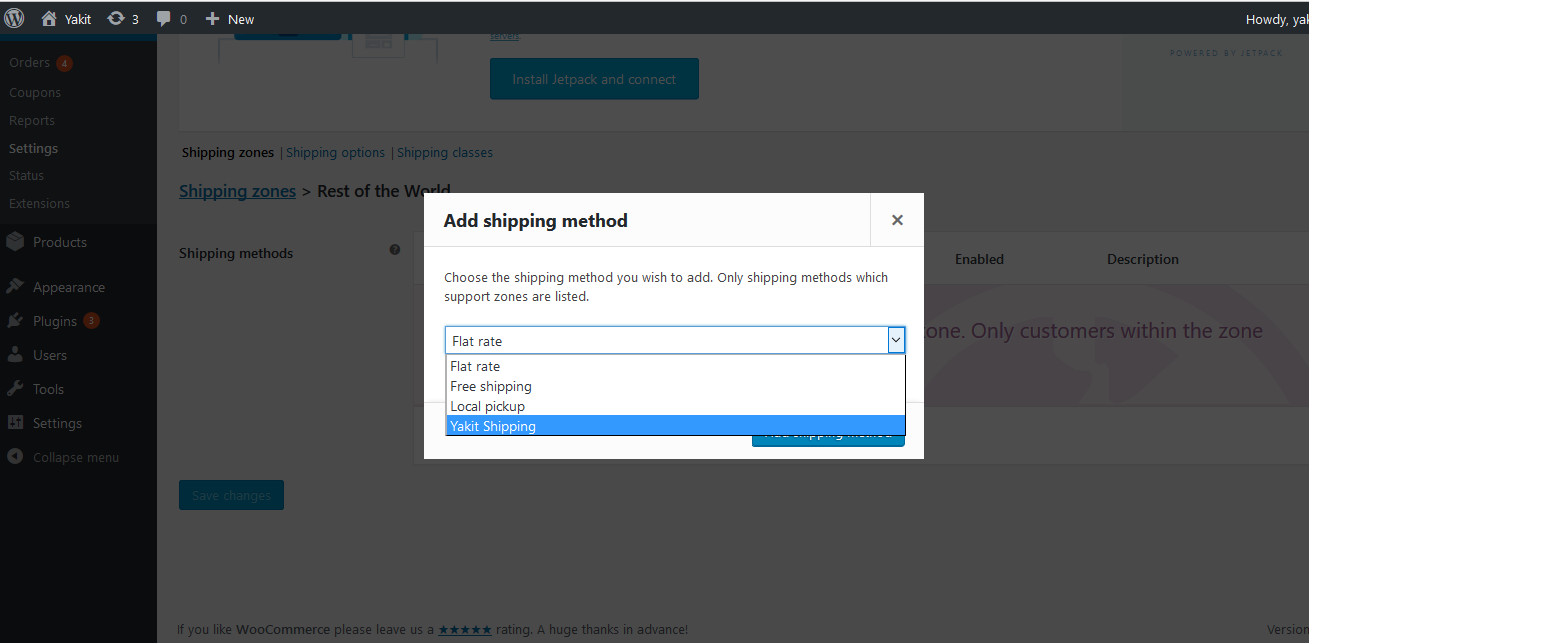 Yakit 3 0 New
Howdy, yak
servers.
POWERED BY JETPACK
Install Jetpack and connect
Orders 4
Coupons
Reports
Settings
Status
Extensions
Products
Appearance
Plugins 3
Users
Tools
Settings
Collapse menu
Shipping zones | Shipping options | Shipping classes
Shipping zones > Rest of the World
Shipping methods ?
Enabled
Description
one. Only customers within the zone
Add shipping method
×
Choose the shipping method you wish to add. Only shipping methods which
support zones are listed.
Flat rate
Flat rate
Free shipping
Local pickup
Yakit Shipping
Add shipping method
Save changes
If you like WooCommerce please leave us a ★★★★★ rating. A huge thanks in advance!
Version